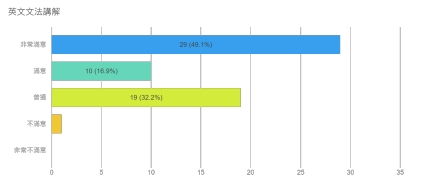 英文文法講解
非常滿意
29 (49.1%)
滿意
10 (16.9%)
普通
19 (32.2%)
不滿意
非常不滿意
0 5 10 15 20 25 30 35